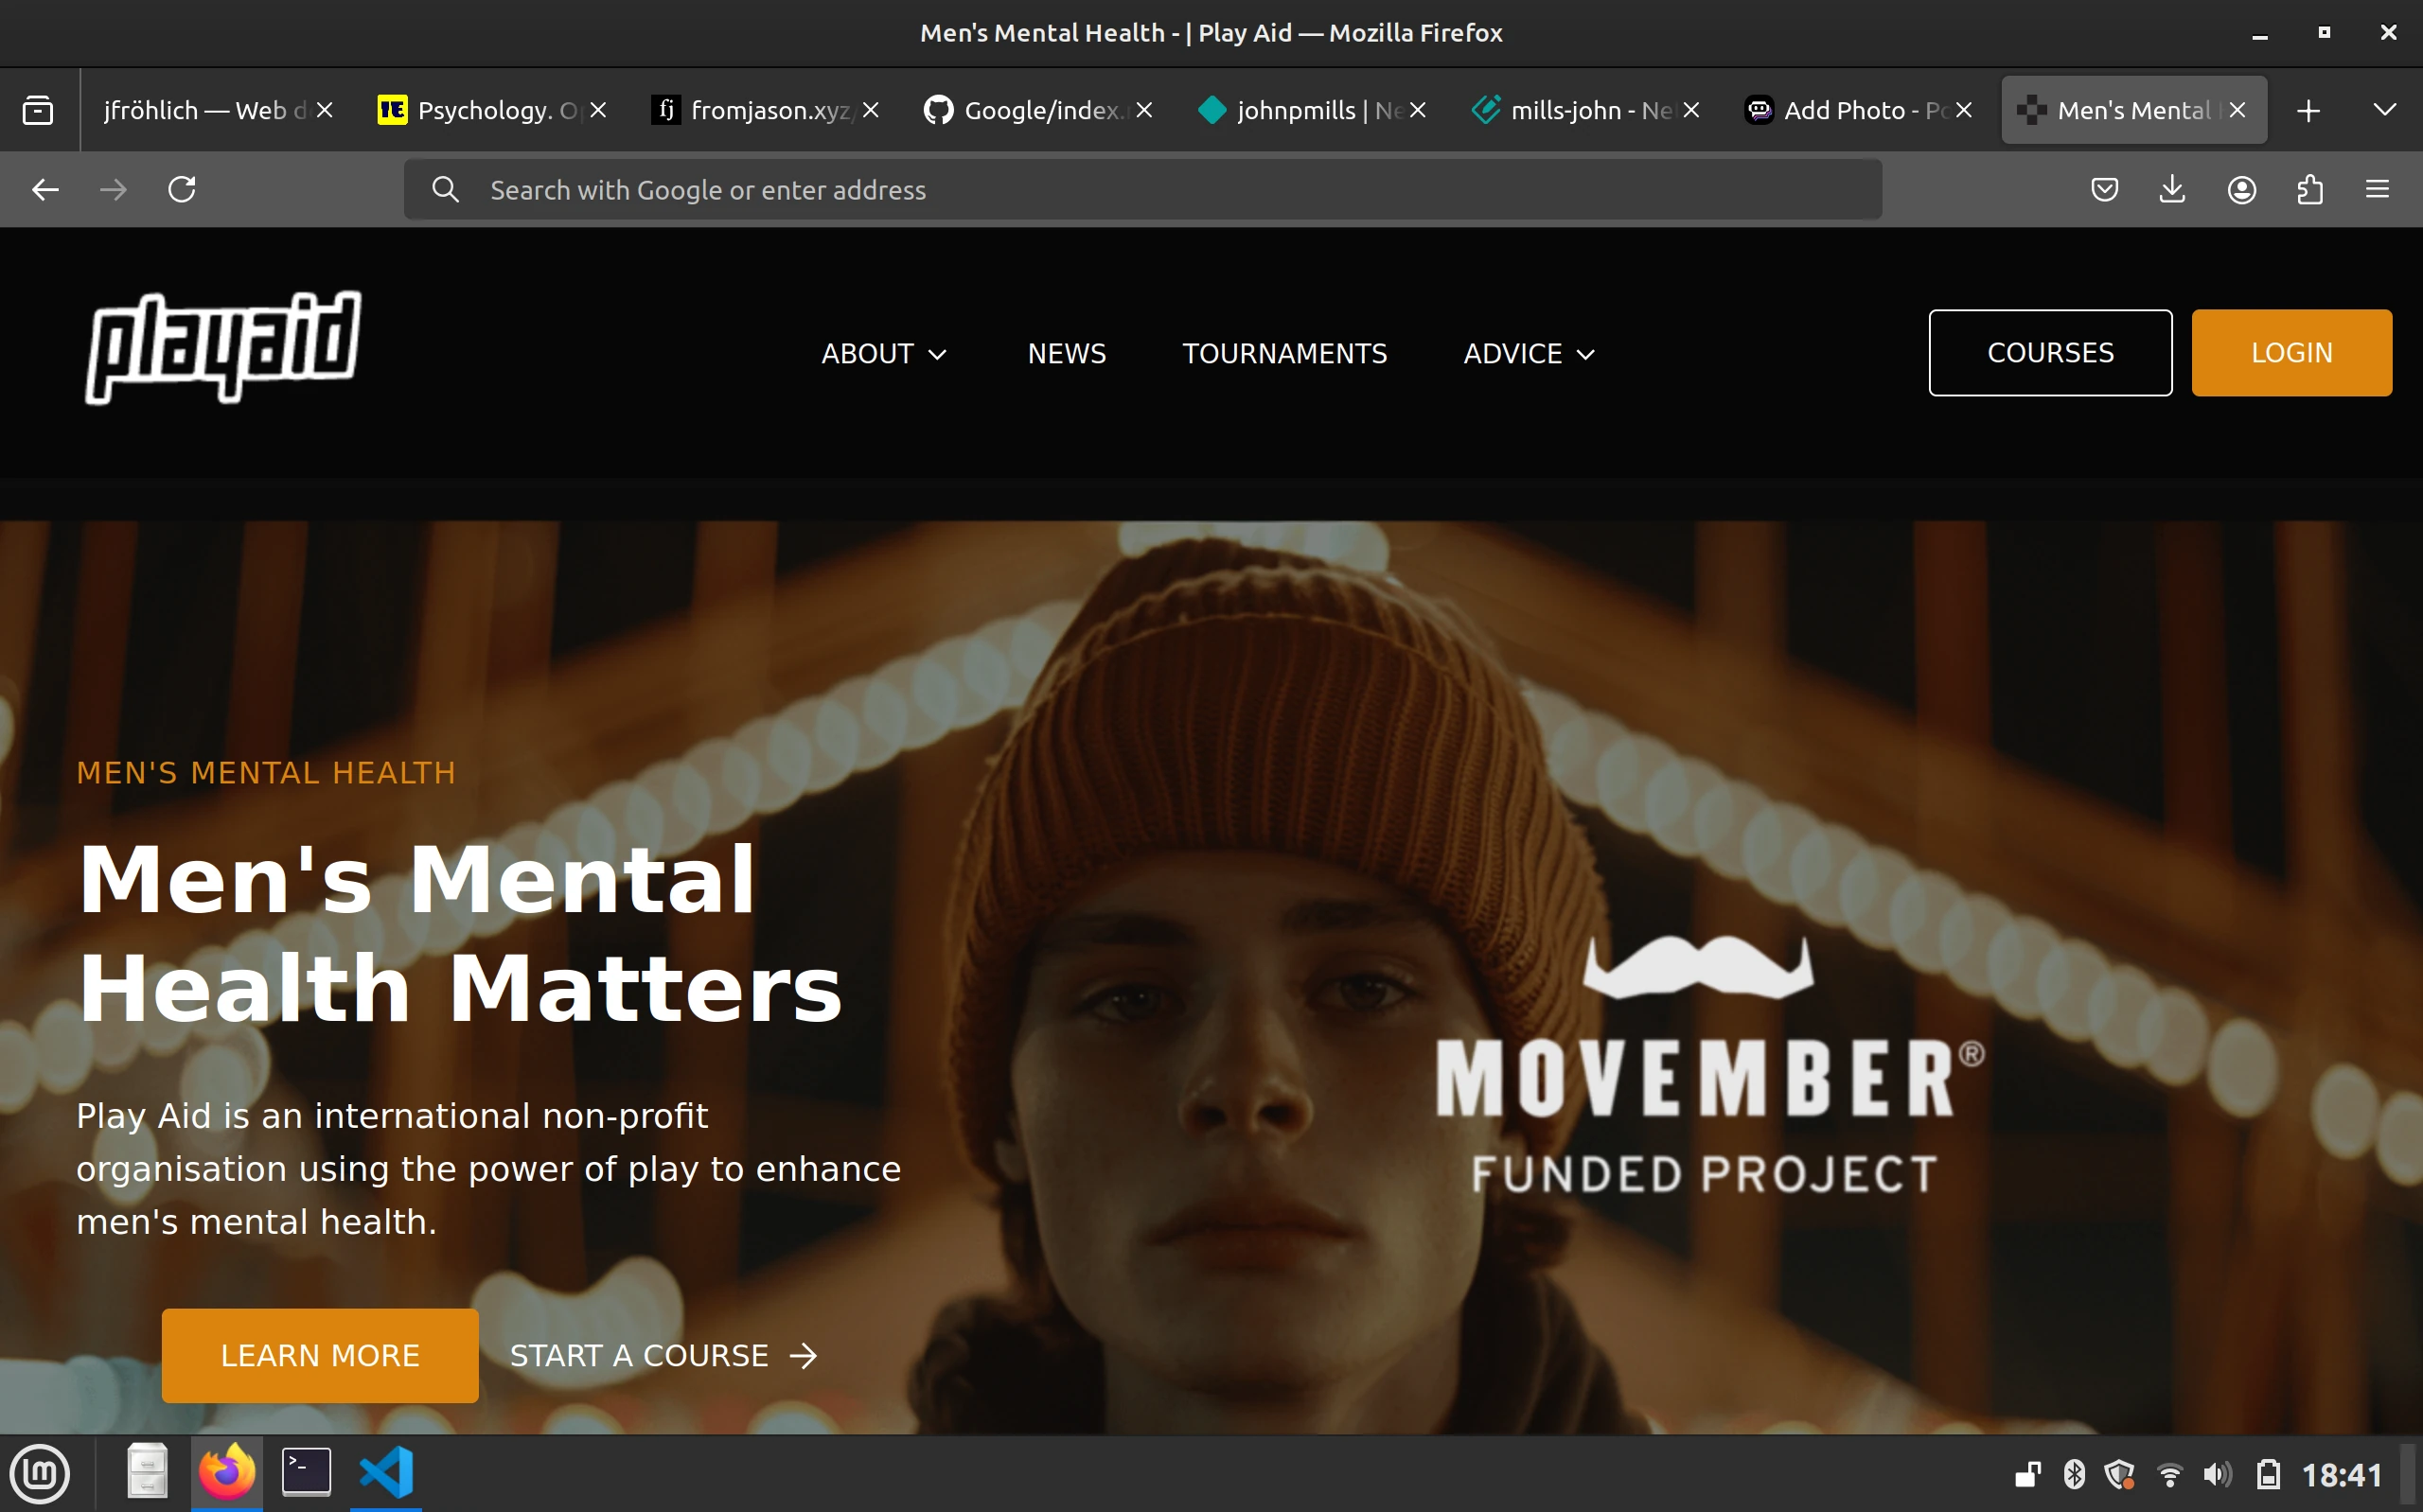 Men's Mental Health - | Play Aid — Mozilla Firefox
jfröhlich — Web d
Psychology. O
fromjason.xyz
Google/index.
johnpmills | Ne
mills-john - Ne
Add Photo - Po
Men's Mental
Search with Google or enter address
playaid
ABOUT
NEWS
TOURNAMENTS
ADVICE
COURSES
LOGIN
MEN'S MENTAL HEALTH
Men's Mental
Health Matters
Play Aid is an international non-profit
organisation using the power of play to enhance
men's mental health.
LEARN MORE
START A COURSE
MOVEMBER®
FUNDED PROJECT
18:41